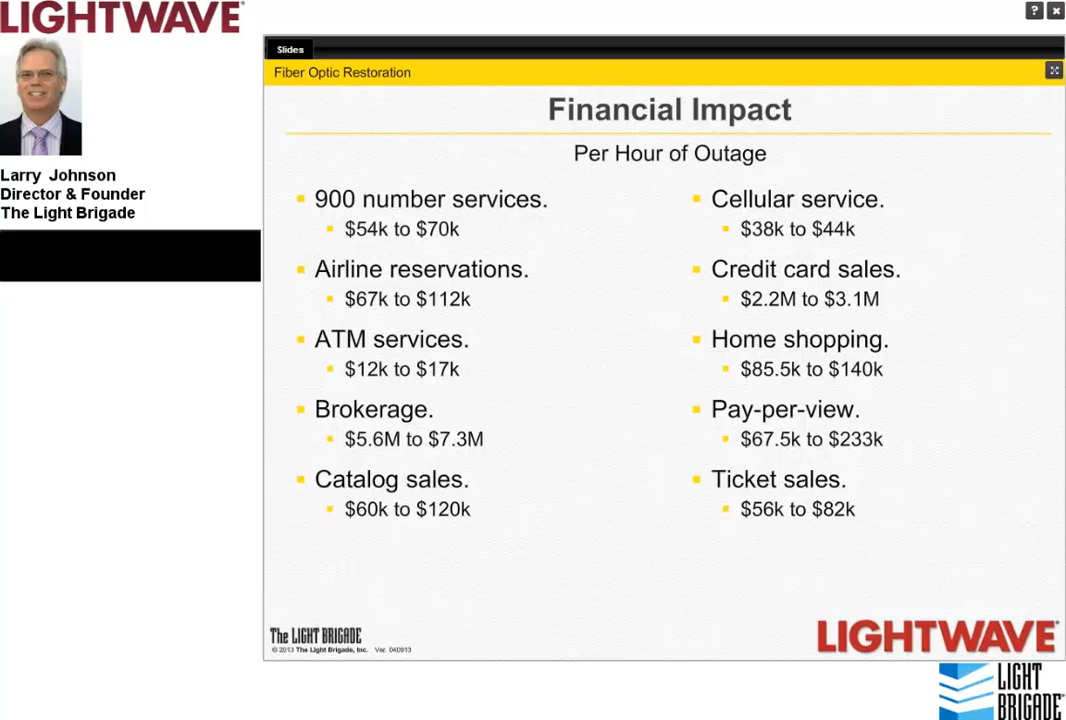 LIGHTWAVE®
? ×
Slides
Fiber Optic Restoration
Larry Johnson
Director & Founder
The Light Brigade
Financial Impact
Per Hour of Outage
900 number services.
$54k to $70k
Airline reservations.
$67k to $112k
ATM services.
$12k to $17k
Brokerage.
$5.6M to $7.3M
Catalog sales.
$60k to $120k
Cellular service.
$38k to $44k
Credit card sales.
$2.2M to $3.1M
Home shopping.
$85.5k to $140k
Pay-per-view.
$67.5k to $233k
Ticket sales.
$56k to $82k
The LIGHT BRIGADE
© 2013 The Light Brigade, Inc. Ver. 040913
LIGHTWAVE®
LIGHT
BRIGADE®